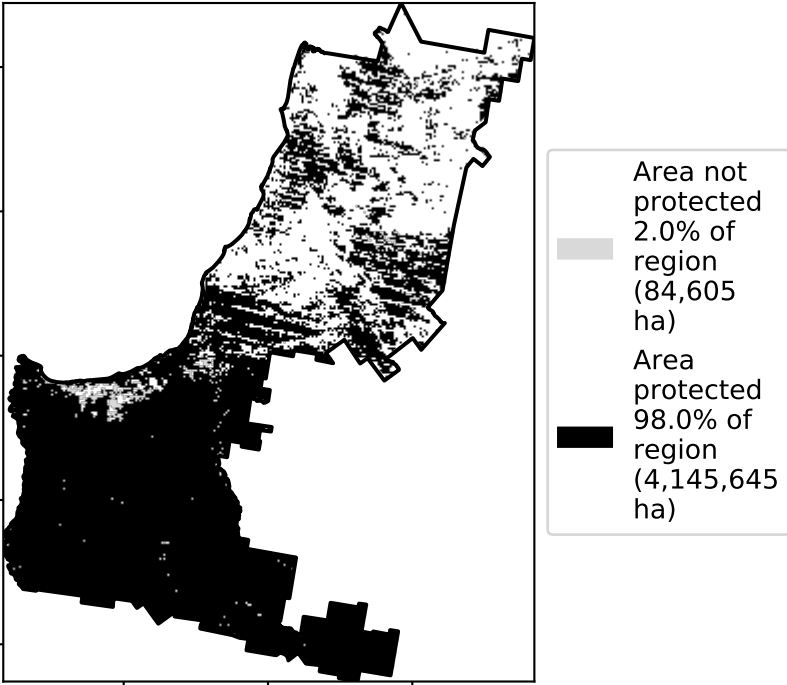 Area not
protected
2.0% of
region
(84,605
ha)
Area
protected
98.0% of
region
(4,145,645
ha)